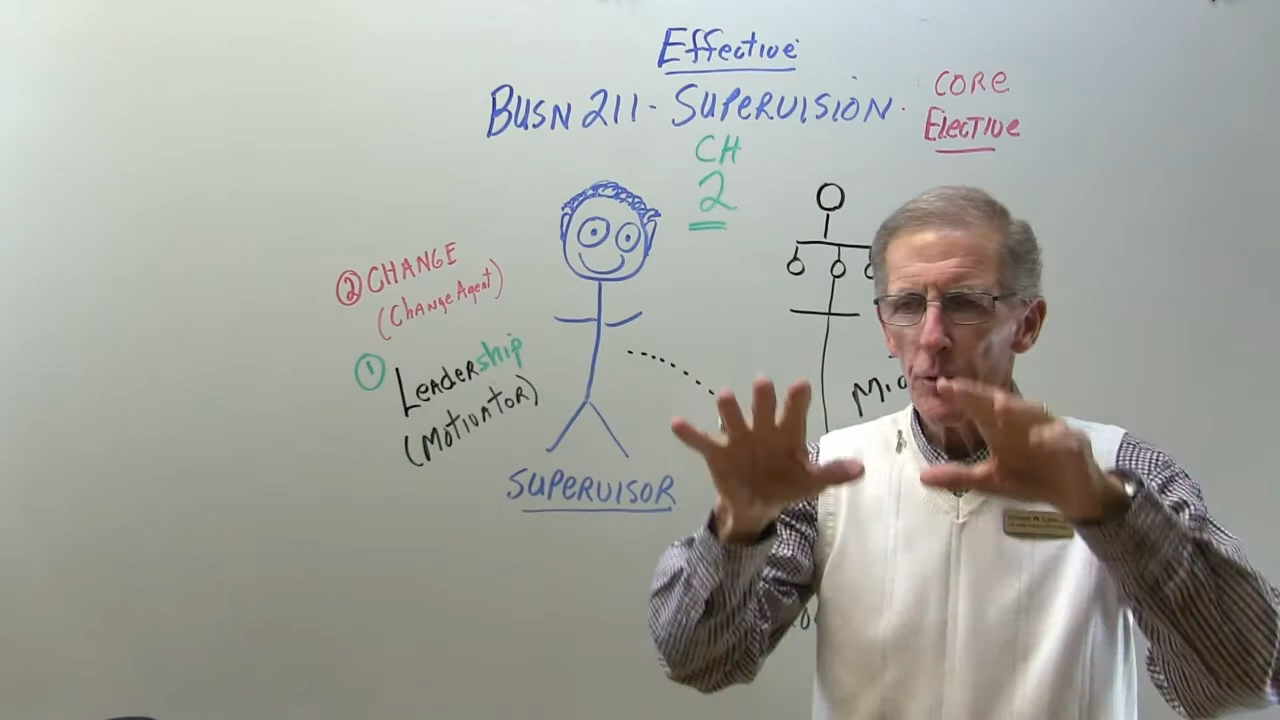 Effective
BUSN 211 - SUPERVISION.
CORE
Elective
CH
2
② CHANGE
(Change Agent)
① Leadership
(Motivator)
SUPERVISOR